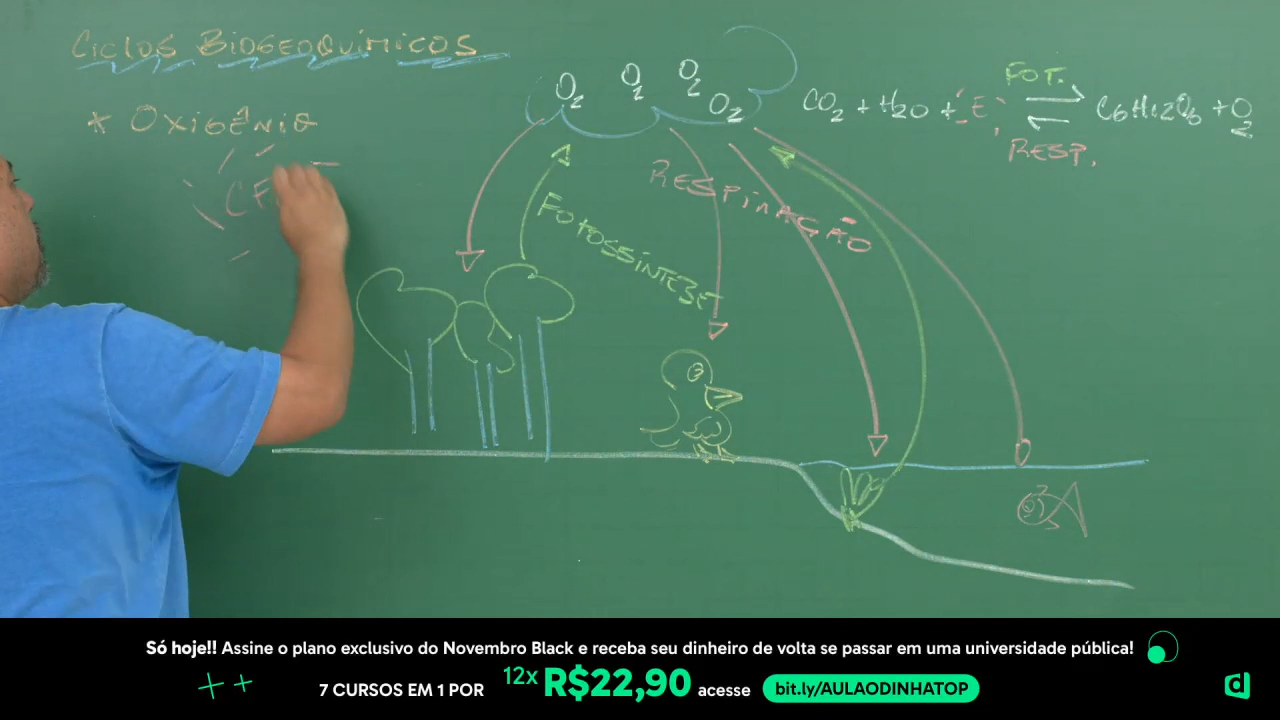 CICLOS BIOGEOQUÍMICOS
* OXIGÊNIO
O2 O2 O2 O2
CO2 + H2O + E FOT. C6H12O6 + O2
RESP.
RESPIRAÇÃO
FOTOSSÍNTESE
Só hoje!! Assine o plano exclusivo do Novembro Black e receba seu dinheiro de volta se passar em uma universidade pública!
7 CURSOS EM 1 POR 12x R$22,90 acesse bit.ly/AULAODINHATOP
d